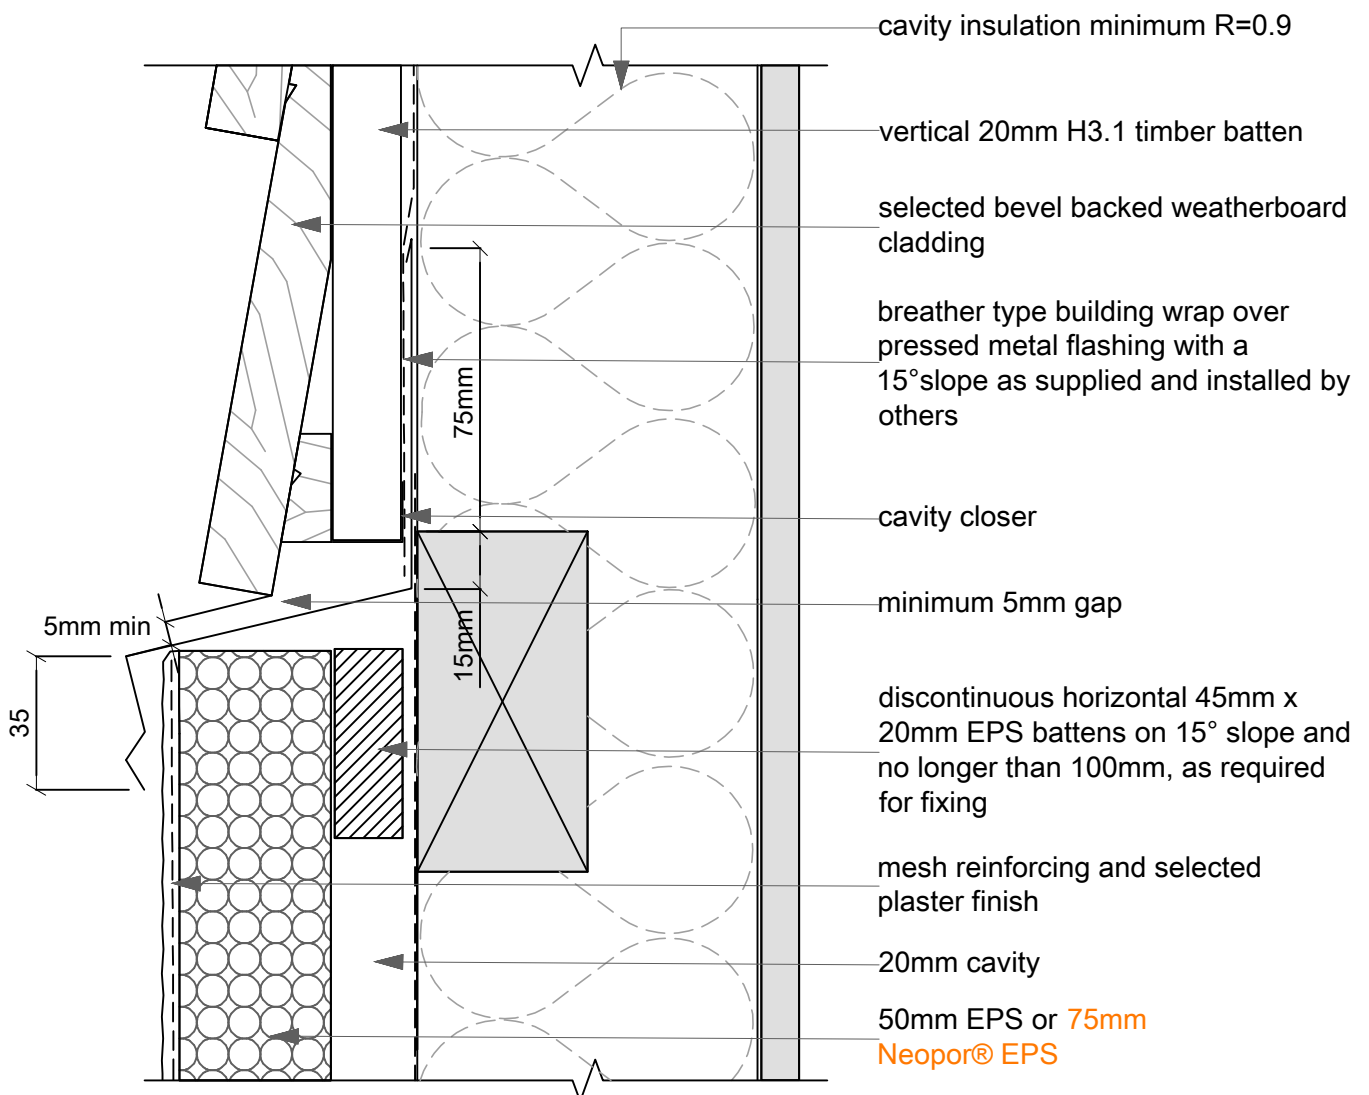 cavity insulation minimum R=0.9
vertical 20mm H3.1 timber batten
selected bevel backed weatherboard
cladding
breather type building wrap over
pressed metal flashing with a
15°slope as supplied and installed by
others
75mm
cavity closer
minimum 5mm gap
5mm min
15mm
35
discontinuous horizontal 45mm x
20mm EPS battens on 15° slope and
no longer than 100mm, as required
for fixing
mesh reinforcing and selected
plaster finish
20mm cavity
50mm EPS or 75mm
Neopor® EPS